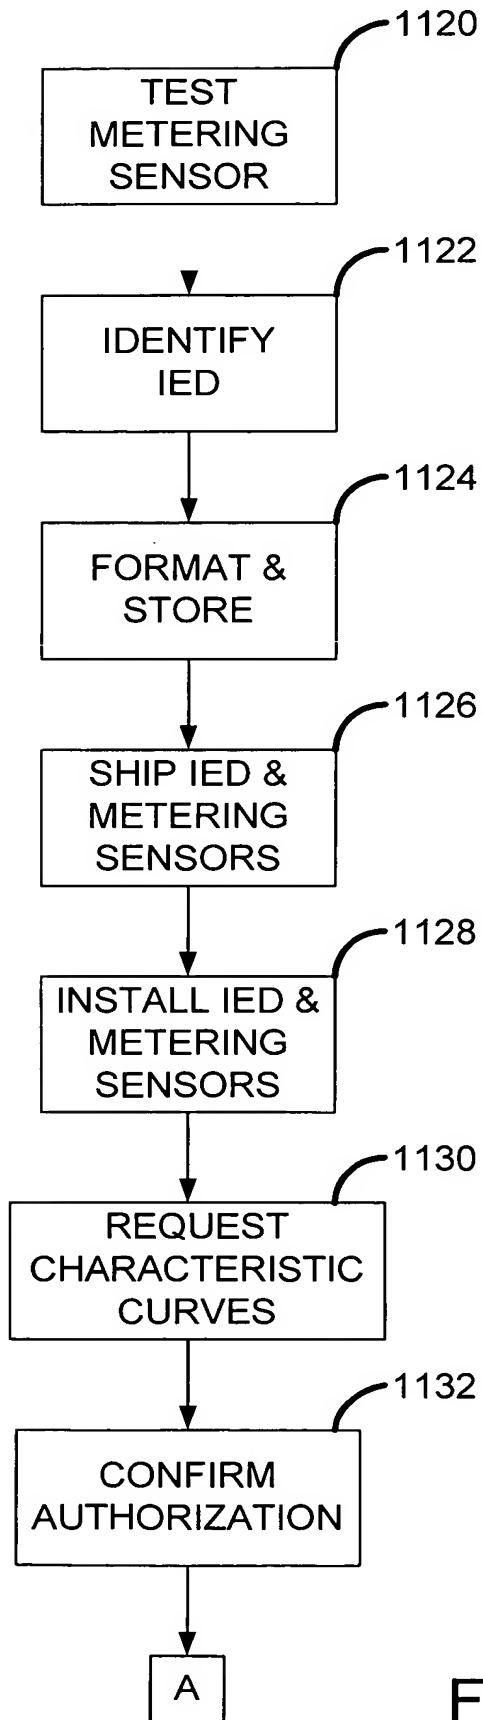 1120
TEST
METERING
SENSOR
1122
IDENTIFY
IED
1124
FORMAT &
STORE
1126
SHIP IED &
METERING
SENSORS
1128
INSTALL IED &
METERING
SENSORS
1130
REQUEST
CHARACTERISTIC
CURVES
1132
CONFIRM
AUTHORIZATION
A